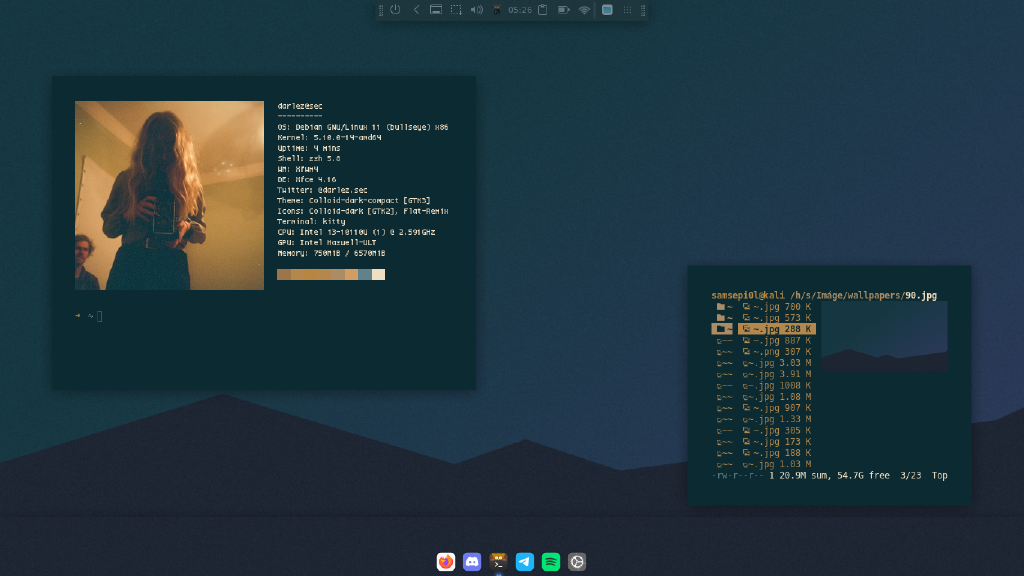 05:26
darlez@sec
----------
OS: Debian GNU/Linux 11 (bullseye) x86
Kernel: 5.10.0-14-amd64
Uptime: 4 mins
Shell: zsh 5.8
WM: Xfwm4
DE: Xfce 4.16
Twitter: @darlez.sec
Theme: Colloid-dark-compact [GTK3]
Icons: Colloid-dark [GTK2], Flat-Remix
Terminal: kitty
CPU: Intel i3-10110U (1) @ 2.591GHz
GPU: Intel Haswell-ULT
Memory: 750MiB / 6570MiB
→ ~
samsepi0l@kali /h/s/Image/wallpapers/90.jpg
~ ~.jpg 700 K
~ ~.jpg 573 K
~ ~.jpg 288 K
~~ ~.jpg 807 K
~~ ~.png 307 K
~~ ~.jpg 3.03 M
~~ ~.jpg 3.91 M
~~ ~.jpg 1008 K
~~ ~.jpg 1.08 M
~~ ~.jpg 907 K
~~ ~.jpg 1.33 M
~~ ~.jpg 305 K
~~ ~.jpg 173 K
~~ ~.jpg 188 K
~~ ~.jpg 1.03 M
-rw-r--r-- 1 20.9M sum, 54.7G free 3/23 Top